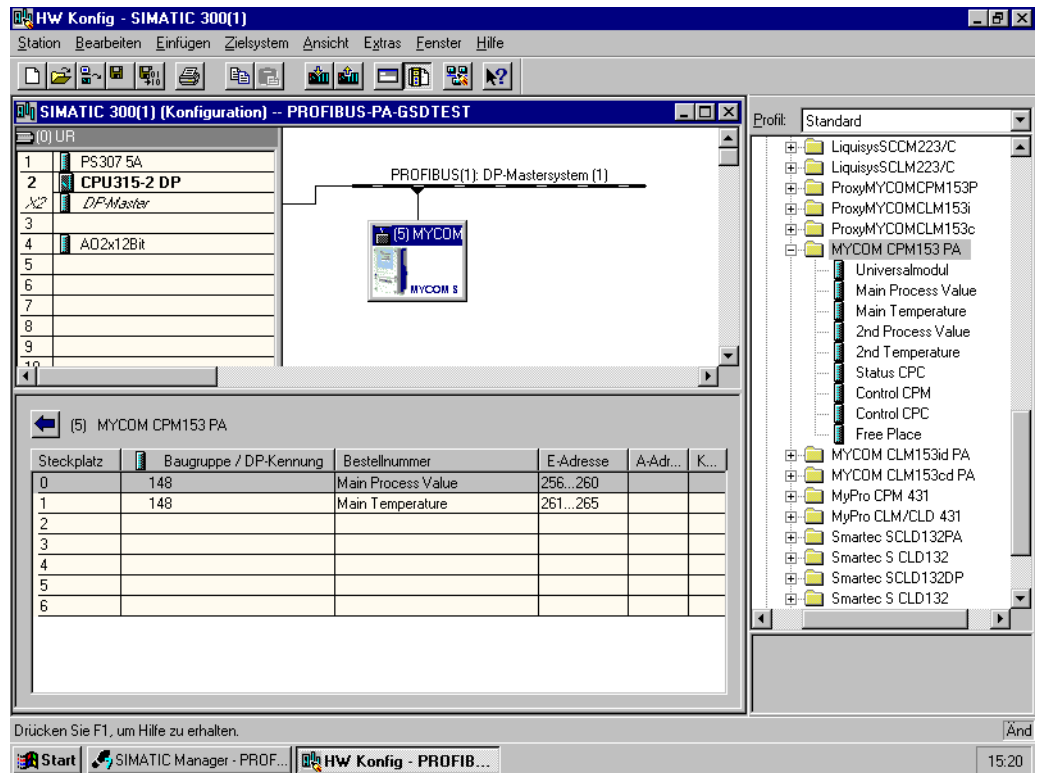 HW Konfig - SIMATIC 300(1)
Station Bearbeiten Einfügen Zielsystem Ansicht Extras Fenster Hilfe
SIMATIC 300(1) (Konfiguration) -- PROFIBUS-PA-GSDTEST
(0) UR
1 PS307 5A
2 CPU315-2 DP
X2 DP-Master
3
4 AO2x12Bit
5
6
7
8
9
10
PROFIBUS(1): DP-Mastersystem (1)
(5) MYCOM
MYCOM S
(5) MYCOM CPM153 PA
Steckplatz Baugruppe / DP-Kennung Bestellnummer E-Adresse A-Adr... K...
0 148 Main Process Value 256...260
1 148 Main Temperature 261...265
2
3
4
5
6
Profil: Standard
LiquisysSCCM223/C
LiquisysSCLM223/C
ProxyMYCOMCPM153P
ProxyMYCOMCLM153i
ProxyMYCOMCLM153c
MYCOM CPM153 PA
Universalmodul
Main Process Value
Main Temperature
2nd Process Value
2nd Temperature
Status CPC
Control CPM
Control CPC
Free Place
MYCOM CLM153id PA
MYCOM CLM153cd PA
MyPro CPM 431
MyPro CLM/CLD 431
Smartec SCLD132PA
Smartec S CLD132
Smartec SCLD132DP
Smartec S CLD132
Drücken Sie F1, um Hilfe zu erhalten.
Änd
Start SIMATIC Manager - PROF... HW Konfig - PROFIB... 15:20